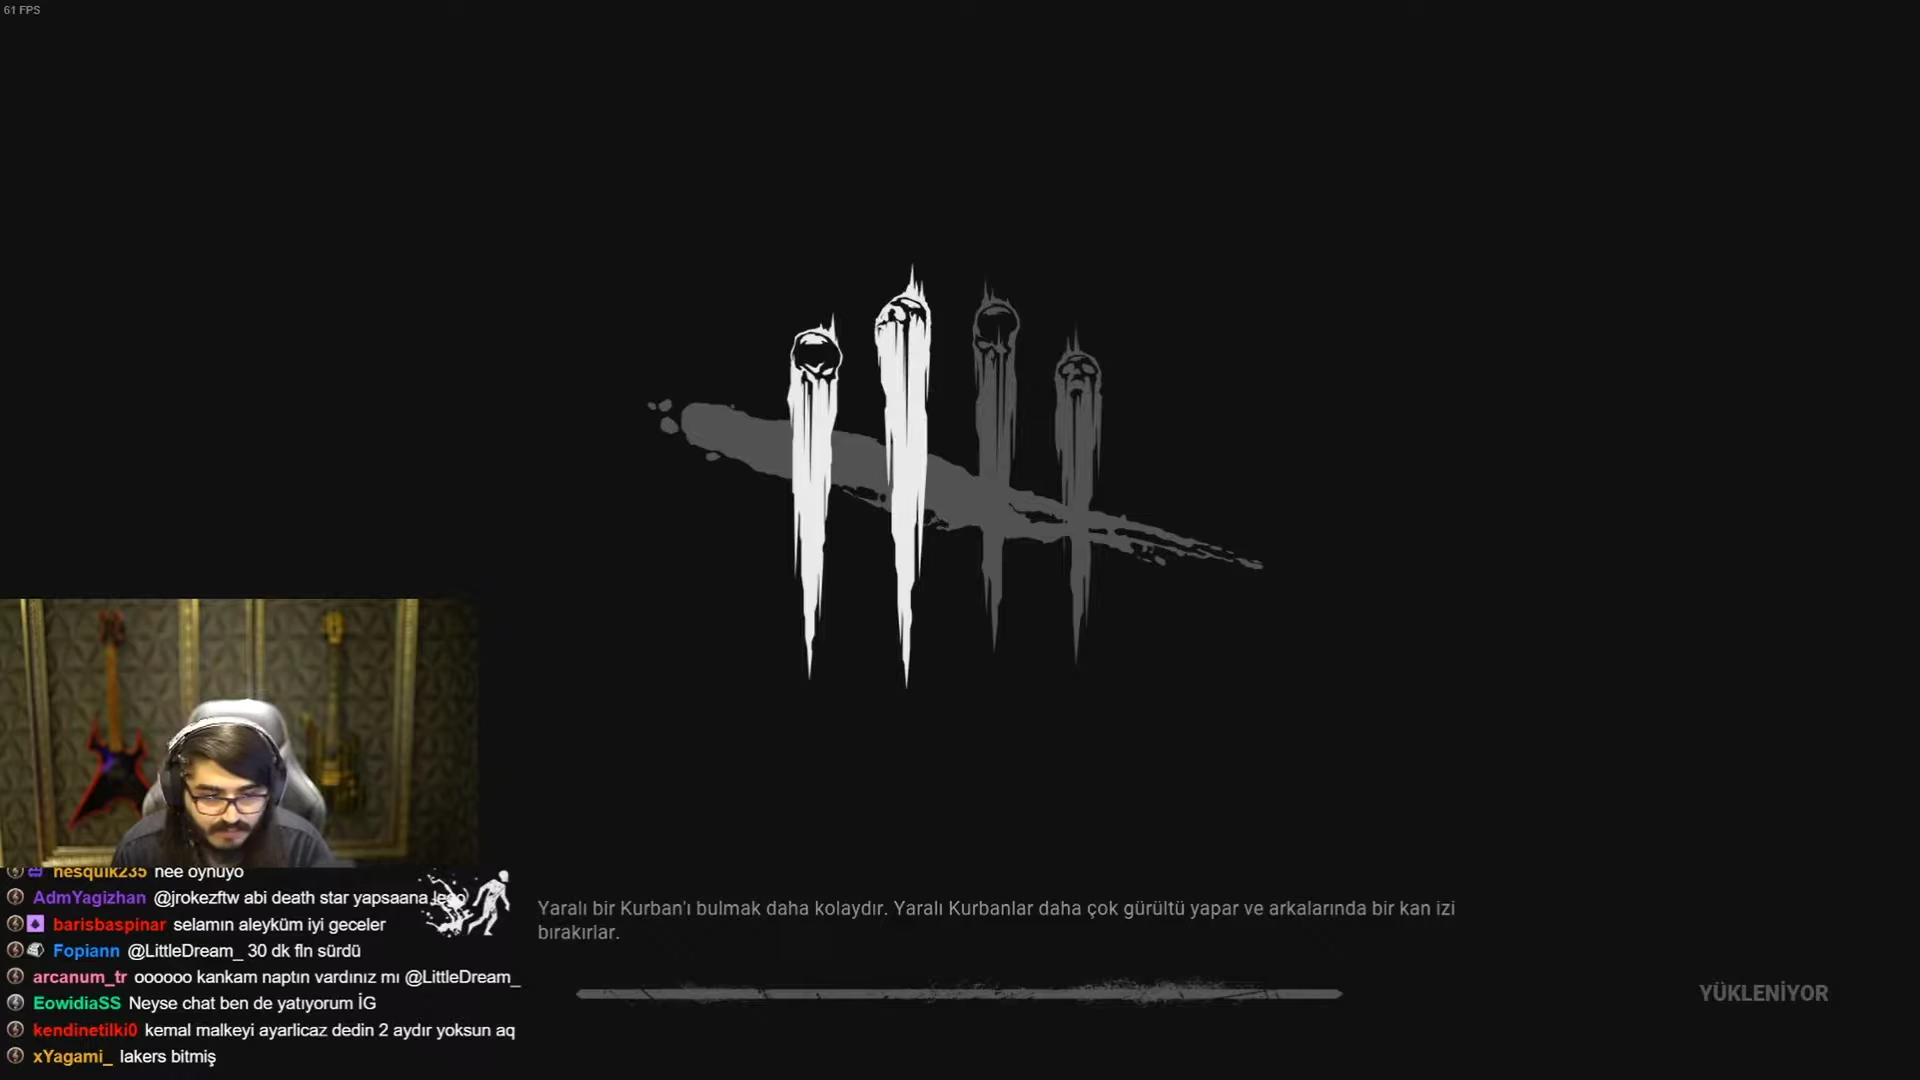 61 FPS
nesquik235 nee oynuyo
AdmYagizhan @jrokezftw abi death star yapsaana lego
barisbaspinar selamın aleyküm iyi geceler
Fopiann @LittleDream_ 30 dk fln sürdü
arcanum_tr oooooo kankam naptın vardınız mı @LittleDream_
EowidiaSS Neyse chat ben de yatıyorum İG
kendinetilki0 kemal malkeyi ayarlicaz dedin 2 aydır yoksun aq
xYagami_ lakers bitmiş
Yaralı bir Kurban'ı bulmak daha kolaydır. Yaralı Kurbanlar daha çok gürültü yapar ve arkalarında bir kan izi
bırakırlar.
YÜKLENİYOR